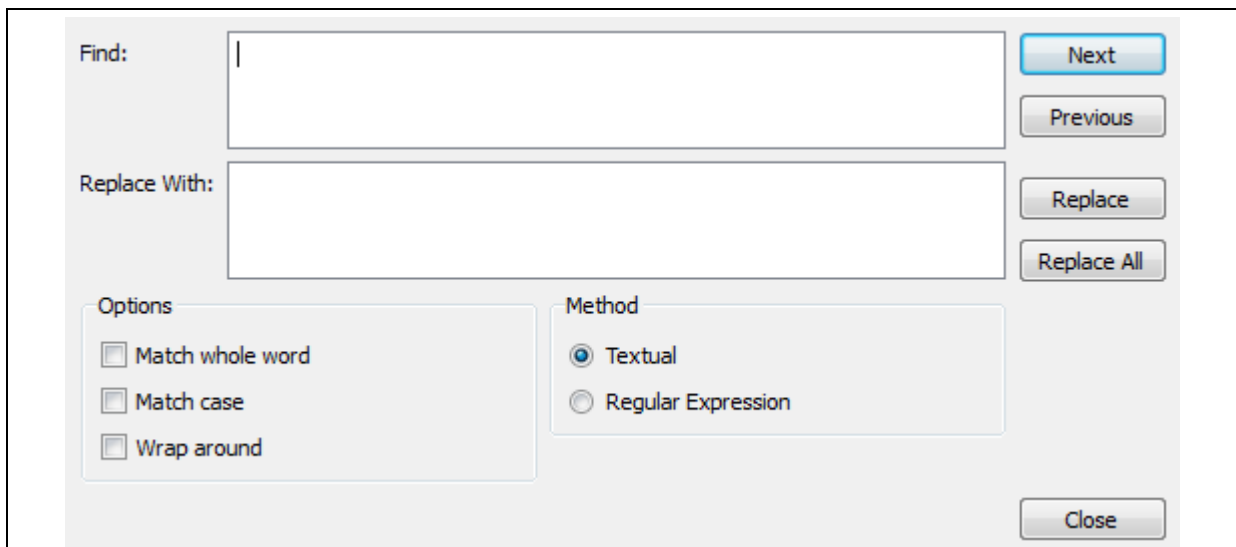 Find:
Next
Previous
Replace With:
Replace
Replace All
Options
Match whole word
Match case
Wrap around
Method
Textual
Regular Expression
Close